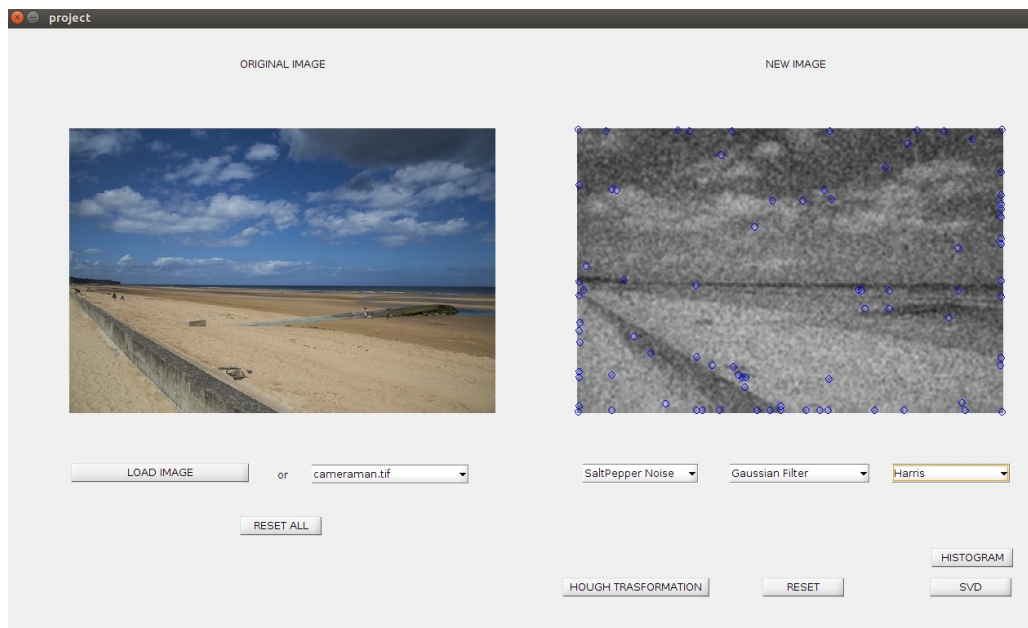 project
ORIGINAL IMAGE
NEW IMAGE
LOAD IMAGE
or
cameraman.tif
SaltPepper Noise
Gaussian Filter
Harris
RESET ALL
HISTOGRAM
HOUGH TRASFORMATION
RESET
SVD